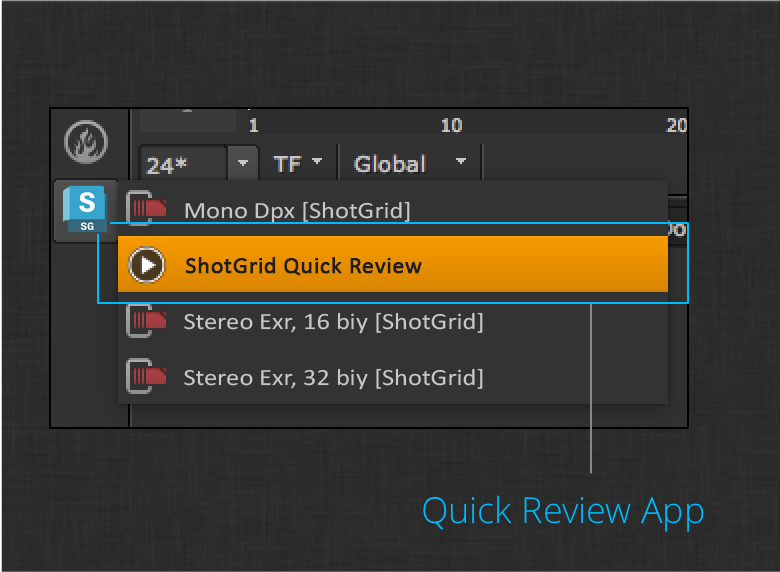 1 10 20
24* TF Global
S
SG
Mono Dpx [ShotGrid]
ShotGrid Quick Review
Stereo Exr, 16 biy [ShotGrid]
Stereo Exr, 32 biy [ShotGrid]
Quick Review App